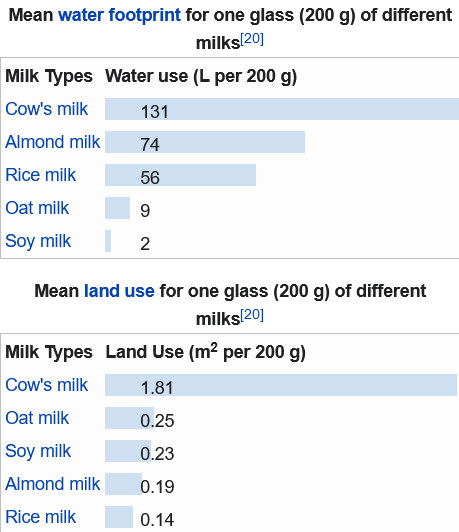 Mean water footprint for one glass (200 g) of different
milks[20]
Milk Types Water use (L per 200 g)
Cow's milk 131
Almond milk 74
Rice milk 56
Oat milk 9
Soy milk 2
Mean land use for one glass (200 g) of different
milks[20]
Milk Types Land Use (m² per 200 g)
Cow's milk 1.81
Oat milk 0.25
Soy milk 0.23
Almond milk 0.19
Rice milk 0.14